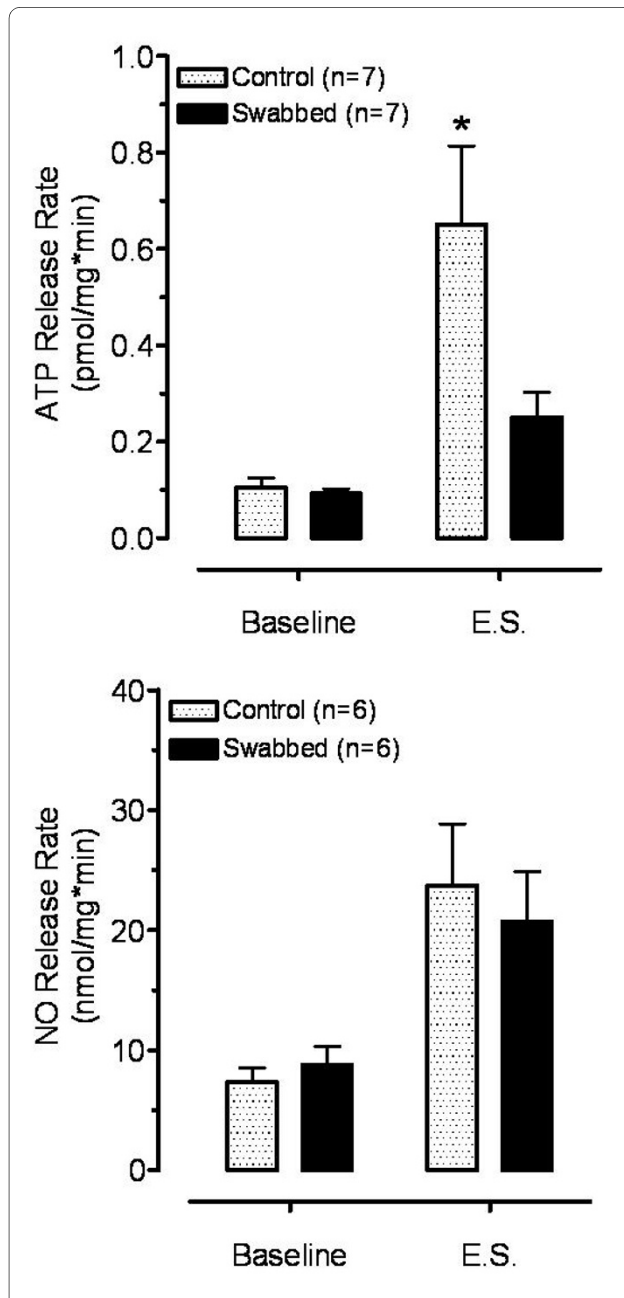 1.0
Control (n=7)
Swabbed (n=7)
0.8
*
0.6
0.4
0.2
0.0
ATP Release Rate
(pmol/mg*min)
Baseline E.S.
40
Control (n=6)
Swabbed (n=6)
30
20
10
0
NO Release Rate
(nmol/mg*min)
Baseline E.S.